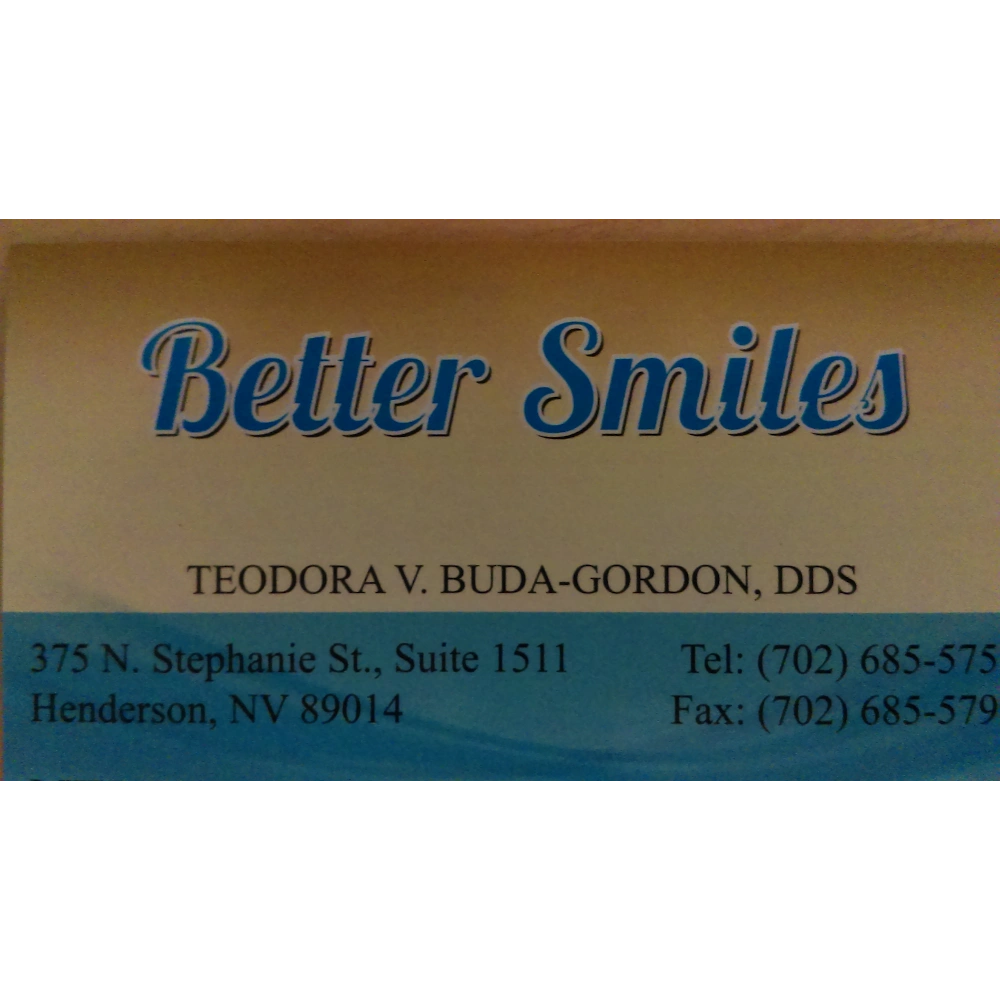 Better Smiles
TEODORA V. BUDA-GORDON, DDS
375 N. Stephanie St., Suite 1511
Tel: (702) 685-575
Henderson, NV 89014
Fax: (702) 685-579